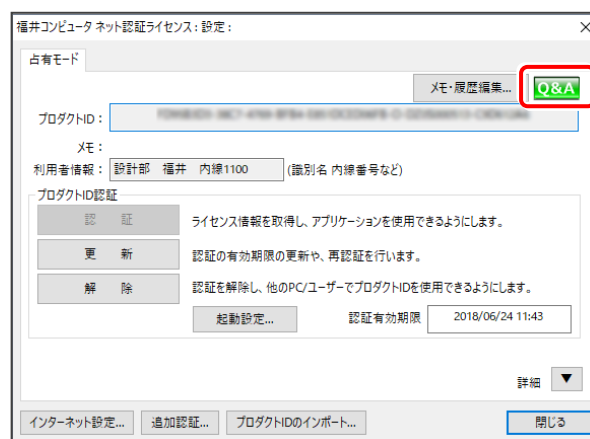 福井コンピュータ ネット認証ライセンス : 設定 :
占有モード
メモ・履歴編集... Q&A
プロダクトID :
メモ :
利用者情報 : 設計部 福井 内線1100 (識別名 内線番号など)
プロダクトID認証
認 証 ライセンス情報を取得し、アプリケーションを使用できるようにします。
更 新 認証の有効期限の更新や、再認証を行います。
解 除 認証を解除し、他のPC/ユーザーでプロダクトIDを使用できるようにします。
起動設定... 認証有効期限 2018/06/24 11:43
詳細 ▼
インターネット設定... 追加認証... プロダクトIDのインポート... 閉じる